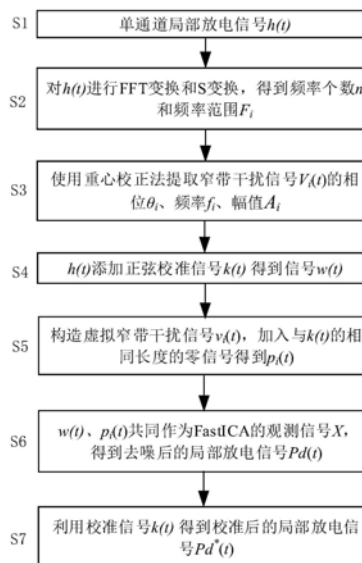 S1
单通道局部放电信号h(t)
S2
对h(t)进行FFT变换和S变换，得到频率个数n
和频率范围Fi
S3
使用重心校正法提取窄带干扰信号Vi(t)的相
位θi、频率fi、幅值Ai
S4
h(t)添加正弦校准信号k(t) 得到信号w(t)
S5
构造虚拟窄带干扰信号vi(t)，加入与k(t)的相
同长度的零信号得到pi(t)
S6
w(t)、pi(t)共同作为FastICA的观测信号X，
得到去噪后的局部放电信号Pd(t)
S7
利用校准信号k(t) 得到校准后的局部放电信
号Pd*(t)